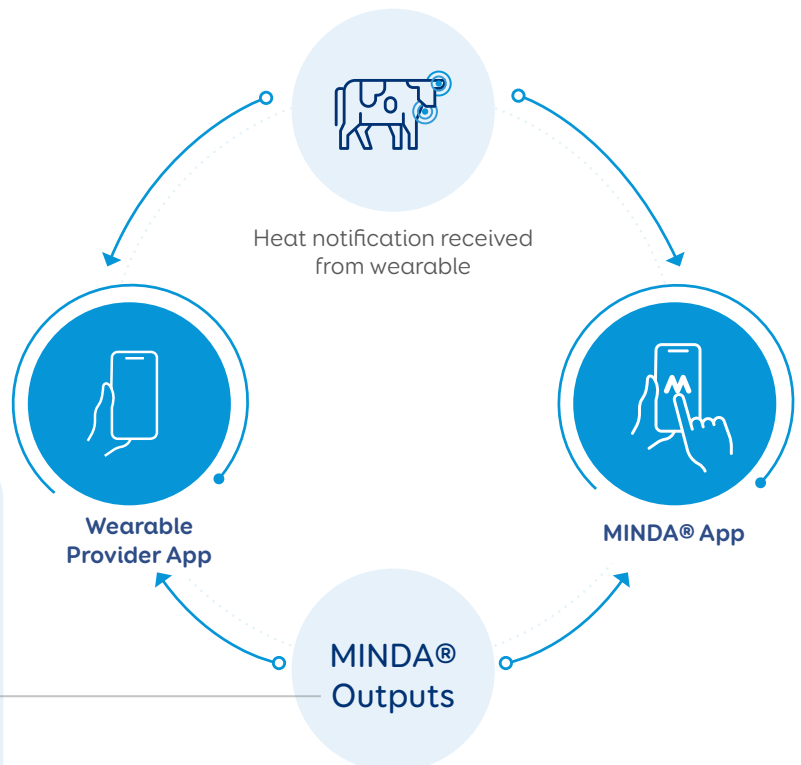 Heat notification received
from wearable
Wearable
Provider App
MINDA® App
MINDA®
Outputs